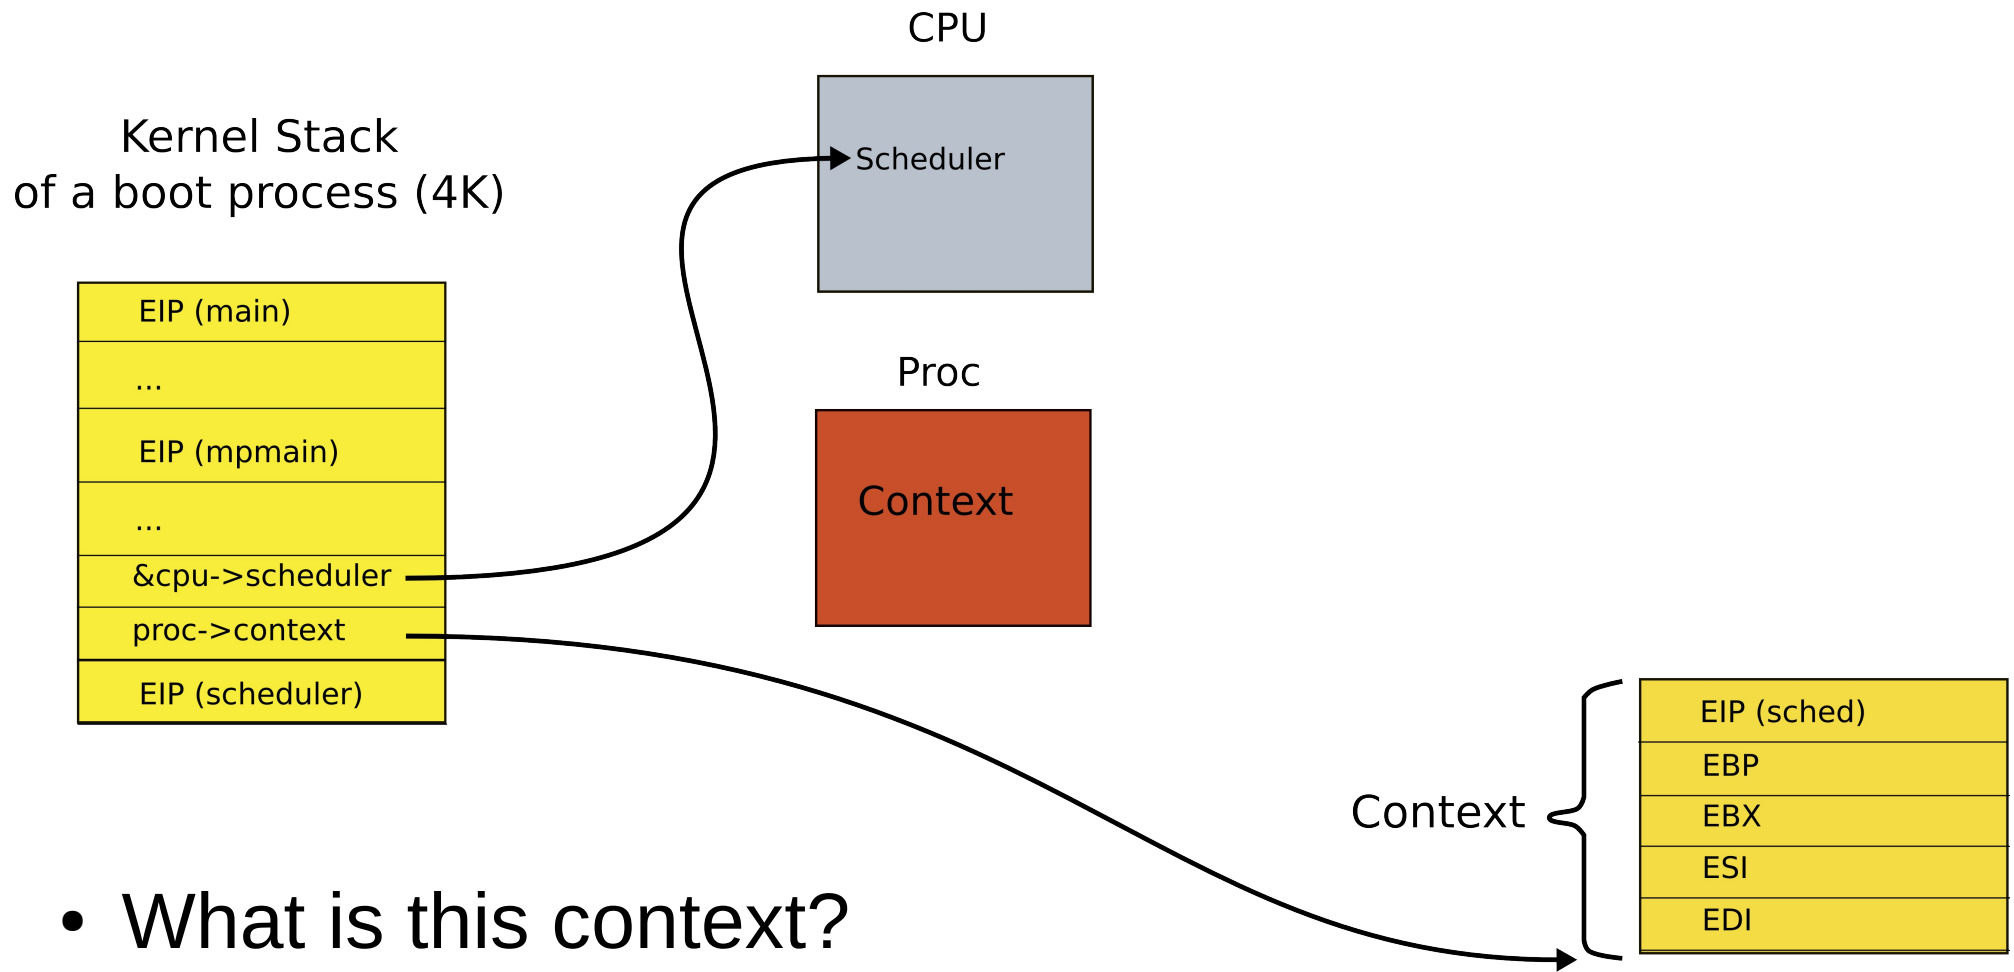 CPU
Scheduler
Kernel Stack
of a boot process (4K)
EIP (main)
...
EIP (mpmain)
...
&cpu->scheduler
proc->context
EIP (scheduler)
Proc
Context
Context
EIP (sched)
EBP
EBX
ESI
EDI
• What is this context?